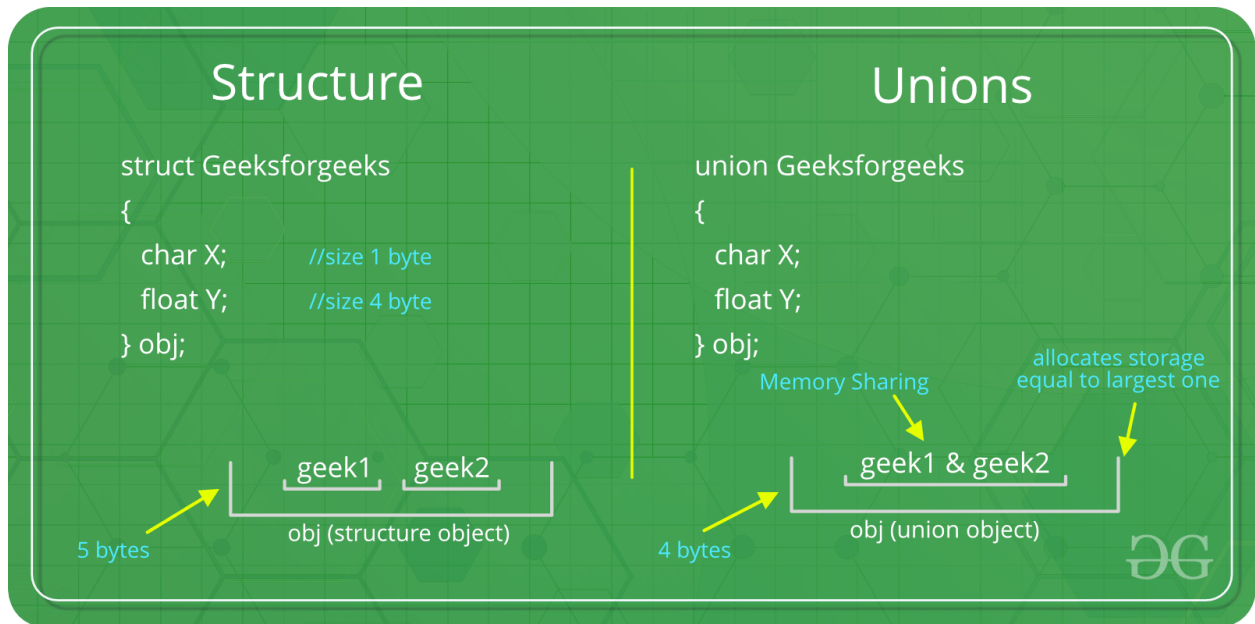 Structure
struct Geeksforgeeks
{
char X; //size 1 byte
float Y; //size 4 byte
} obj;
geek1 geek2
obj (structure object)
5 bytes
Unions
union Geeksforgeeks
{
char X;
float Y;
} obj;
Memory Sharing
allocates storage
equal to largest one
geek1 & geek2
obj (union object)
4 bytes